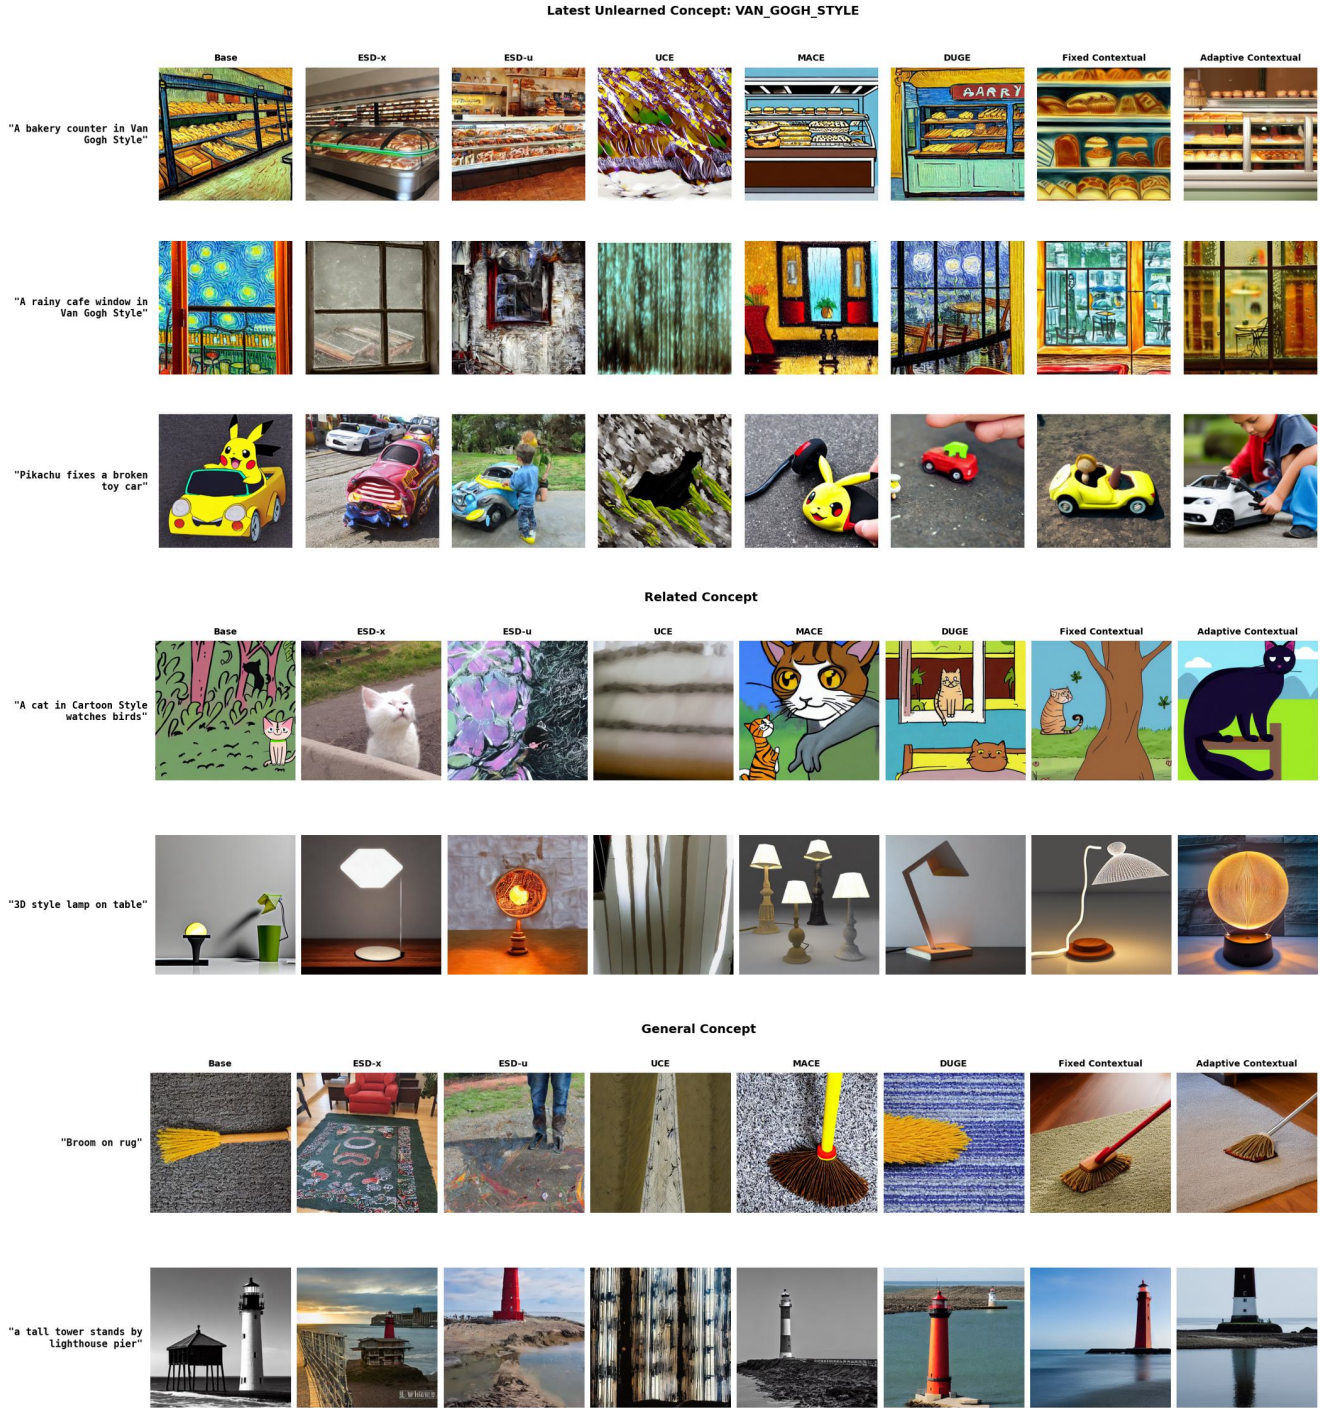 Latest Unlearned Concept: VAN_GOGH_STYLE
Base ESD-x ESD-u UCE MACE DUGE Fixed Contextual Adaptive Contextual
"A bakery counter in Van
Gogh Style"
BARRY
"A rainy cafe window in
Van Gogh Style"
"Pikachu fixes a broken
toy car"
Related Concept
Base ESD-x ESD-u UCE MACE DUGE Fixed Contextual Adaptive Contextual
"A cat in Cartoon Style
watches birds"
"3D style lamp on table"
General Concept
Base ESD-x ESD-u UCE MACE DUGE Fixed Contextual Adaptive Contextual
"Broom on rug"
"a tall tower stands by
lighthouse pier"